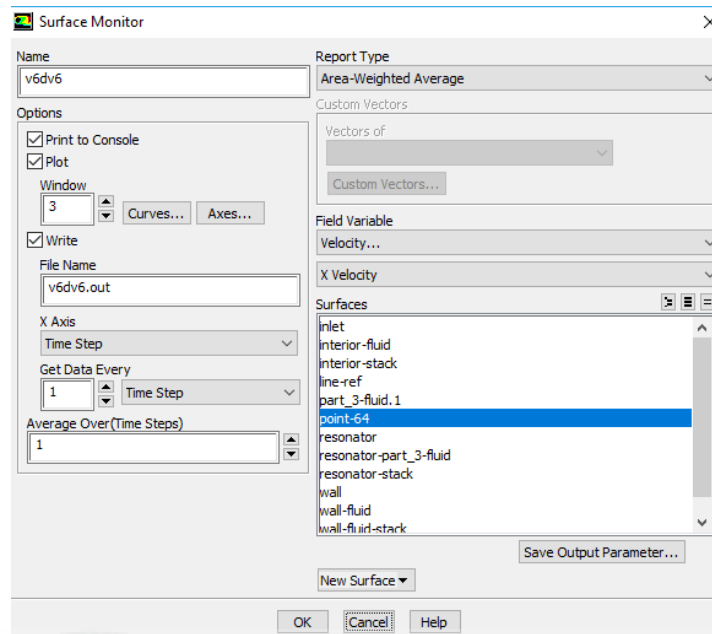 Surface Monitor
Name
v6dv6
Options
Print to Console
Plot
Window
3
Curves...
Axes...
Write
File Name
v6dv6.out
X Axis
Time Step
Get Data Every
1
Time Step
Average Over(Time Steps)
1
Report Type
Area-Weighted Average
Custom Vectors
Vectors of
Custom Vectors...
Field Variable
Velocity...
X Velocity
Surfaces
inlet
interior-fluid
interior-stack
line-ref
part_3-fluid.1
point-64
resonator
resonator-part_3-fluid
resonator-stack
wall
wall-fluid
wall-fluid-stack
Save Output Parameter...
New Surface
OK
Cancel
Help